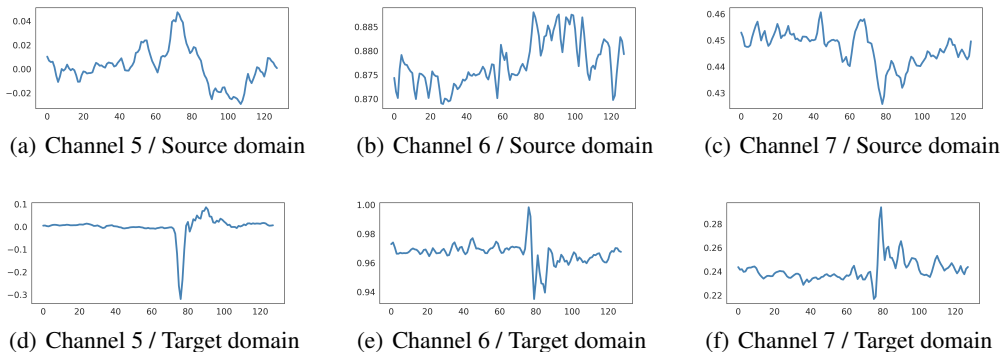 0.04
0.02
0.00
−0.02
0 20 40 60 80 100 120
0.885
0.880
0.875
0.870
0 20 40 60 80 100 120
0.46
0.45
0.44
0.43
0 20 40 60 80 100 120
(a) Channel 5 / Source domain
(b) Channel 6 / Source domain
(c) Channel 7 / Source domain
0.1
0.0
−0.1
−0.2
−0.3
0 20 40 60 80 100 120
1.00
0.98
0.96
0.94
0 20 40 60 80 100 120
0.28
0.26
0.24
0.22
0 20 40 60 80 100 120
(d) Channel 5 / Target domain
(e) Channel 6 / Target domain
(f) Channel 7 / Target domain